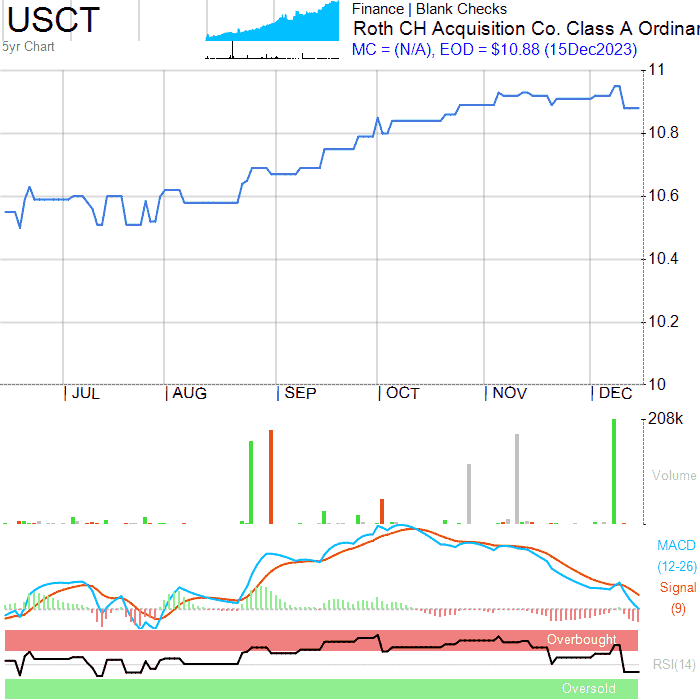 USCT
5yr Chart
Finance | Blank Checks
Roth CH Acquisition Co. Class A Ordinar
MC = (N/A), EOD = $10.88 (15Dec2023)
11
10.8
10.6
10.4
10.2
10
JUL AUG SEP OCT NOV DEC
208k
Volume
MACD
(12-26)
Signal
(9)
Overbought
RSI(14)
Oversold